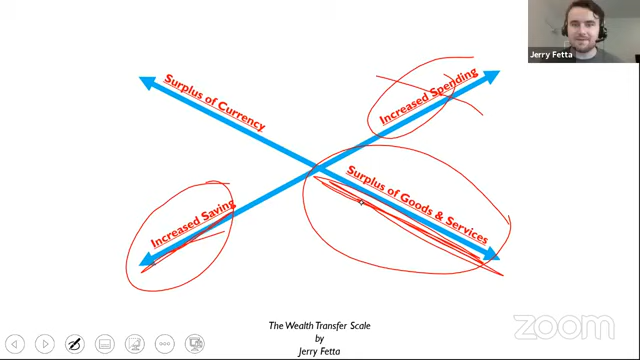 Jerry Fetta
Surplus of Currency
Increased Spending
Surplus of Goods & Services
Increased Saving
The Wealth Transfer Scale
by
Jerry Fetta
zoom